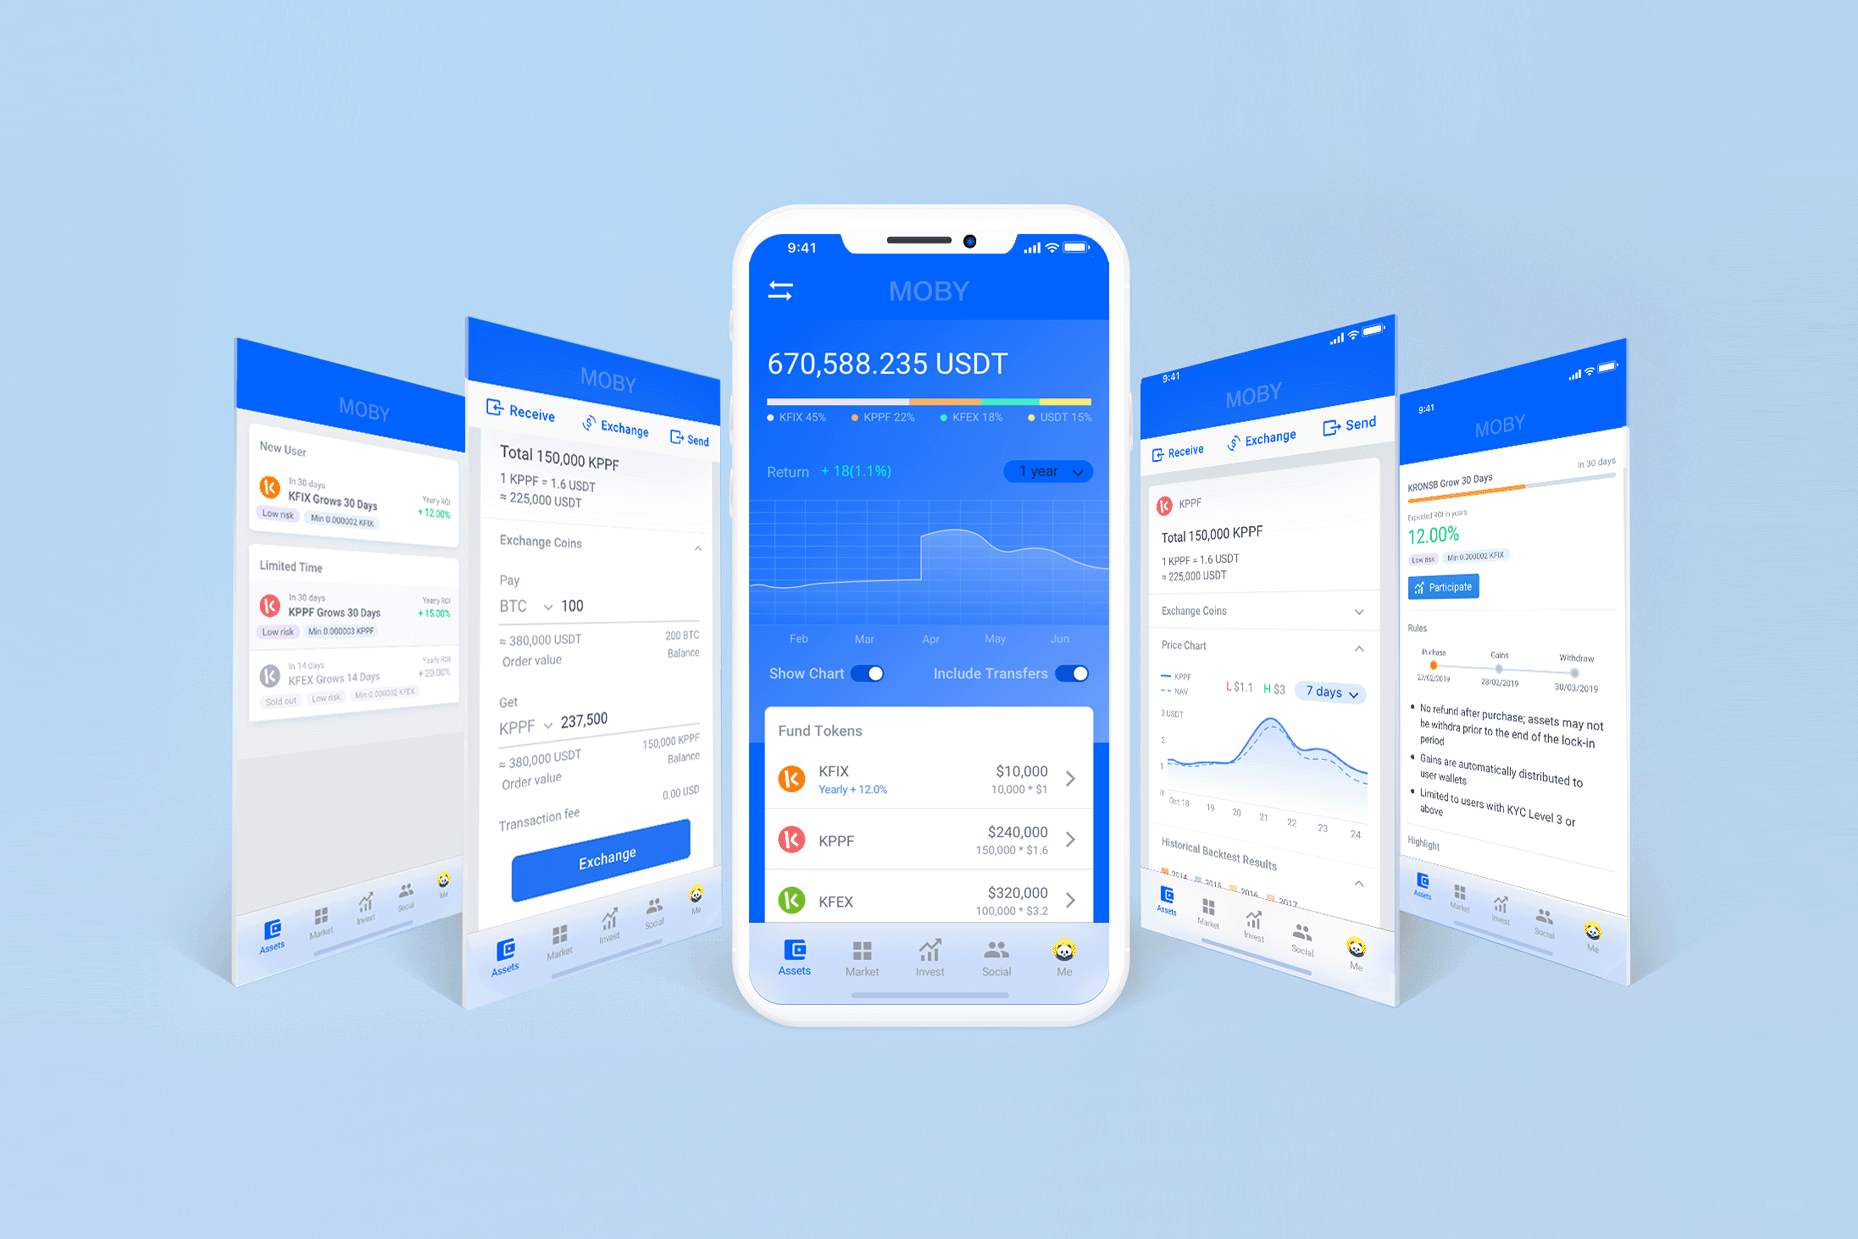 MOBY
New User
In 30 days
KFIX Grows 30 Days
Yearly ROI
+ 12.00%
Low risk
Min 0.000002 KFIX
Limited Time
In 30 days
KPPF Grows 30 Days
Yearly ROI
+ 15.00%
Low risk
Min 0.000003 KPPF
In 14 days
KFEX Grows 14 Days
Yearly ROI
+ 20.00%
Sold out
Low risk
Min 0.000002 KFEX
Assets
Market
Invest
Social
Me
MOBY
Receive
Exchange
Send
Total 150,000 KPPF
1 KPPF = 1.6 USDT
≈ 225,000 USDT
Exchange Coins
Pay
BTC
100
≈ 380,000 USDT
Order value
200 BTC
Balance
Get
KPPF
237,500
≈ 380,000 USDT
Order value
150,000 KPPF
Balance
Transaction fee
0.00 USD
Exchange
Assets
Market
Invest
Social
Me
9:41
MOBY
670,588.235 USDT
KFIX 45%
KPPF 22%
KFEX 18%
USDT 15%
Return
+ 18(1.1%)
1 year
Feb
Mar
Apr
May
Jun
Show Chart
Include Transfers
Fund Tokens
KFIX
Yearly + 12.0%
$10,000
10,000 * $1
KPPF
$240,000
150,000 * $1.6
KFEX
$320,000
100,000 * $3.2
Assets
Market
Invest
Social
Me
9:41
MOBY
Receive
Exchange
Send
KPPF
Total 150,000 KPPF
1 KPPF = 1.6 USDT
≈ 225,000 USDT
Exchange Coins
Price Chart
KPPF
NAV
L $1.1
H $3
7 days
3 USDT
2
1
0
Oct 18
19
20
21
22
23
24
Historical Backtest Results
2014
2015
2016
2017
Assets
Market
Invest
Social
Me
9:41
MOBY
KRONSB Grow 30 Days
In 30 days
Expected ROI in years
12.00%
Low risk
Min 0.000002 KFIX
Participate
Rules
Puchase
Gains
Withdraw
27/02/2019
28/02/2019
30/03/2019
• No refund after purchase; assets may not
be withdra prior to the end of the lock-in
period
• Gains are automatically distributed to
user wallets
• Limited to users with KYC Level 3 or
above
Highlight
Assets
Market
Invest
Social
Me